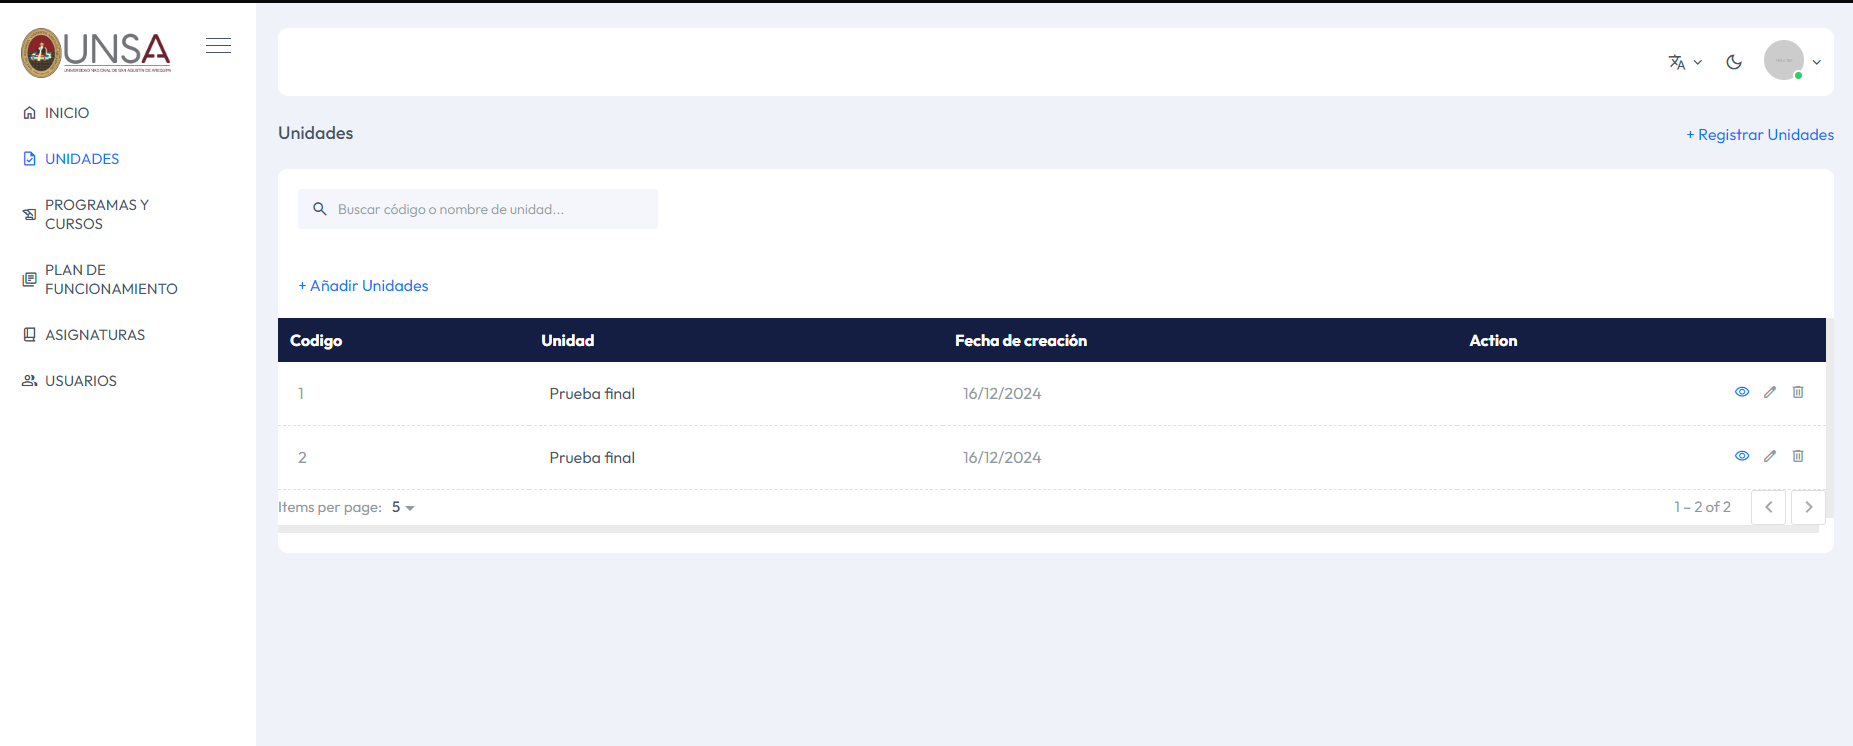 UNSA
UNIVERSIDAD NACIONAL DE SAN AGUSTÍN DE AREQUIPA
INICIO
UNIDADES
PROGRAMAS Y
CURSOS
PLAN DE
FUNCIONAMIENTO
ASIGNATURAS
USUARIOS
Unidades
+ Registrar Unidades
Buscar código o nombre de unidad...
+ Añadir Unidades
Codigo Unidad Fecha de creación Action
1 Prueba final 16/12/2024
2 Prueba final 16/12/2024
Items per page: 5 1 – 2 of 2